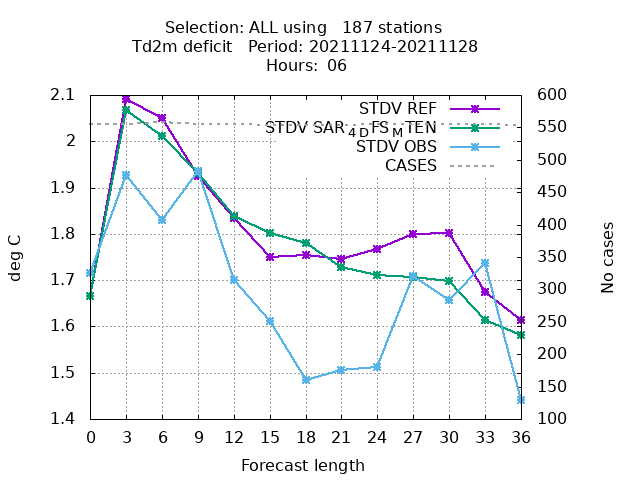 Selection: ALL using 187 stations
Td2m deficit Period: 20211124-20211128
Hours: 06
STDV REF
STDV SAR4DFSMTEN
STDV OBS
CASES
deg C
2.1
2
1.9
1.8
1.7
1.6
1.5
1.4
600
550
500
450
400
350
300
250
200
150
100
No cases
0 3 6 9 12 15 18 21 24 27 30 33 36
Forecast length